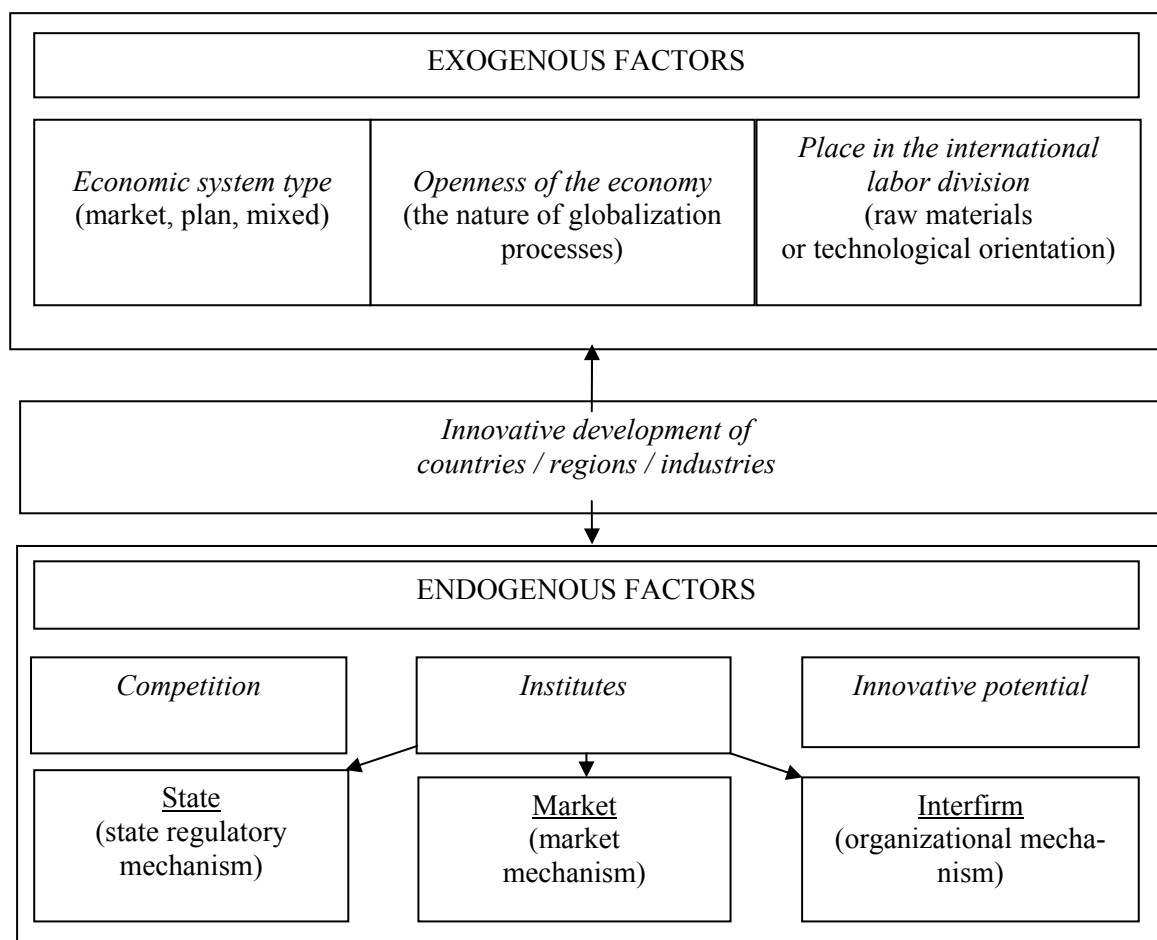 EXOGENOUS FACTORS
Economic system type
(market, plan, mixed)
Openness of the economy
(the nature of globalization
processes)
Place in the international
labor division
(raw materials
or technological orientation)
Innovative development of
countries / regions / industries
ENDOGENOUS FACTORS
Competition
Institutes
Innovative potential
State
(state regulatory
mechanism)
Market
(market
mechanism)
Interfirm
(organizational mecha-
nism)